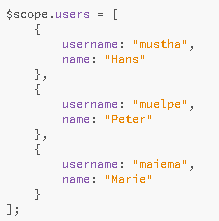 $scope.users = [
    {
        username: "mustha",
        name: "Hans"
    },
    {
        username: "muelpe",
        name: "Peter"
    },
    {
        username: "maiema",
        name: "Marie"
    }
];